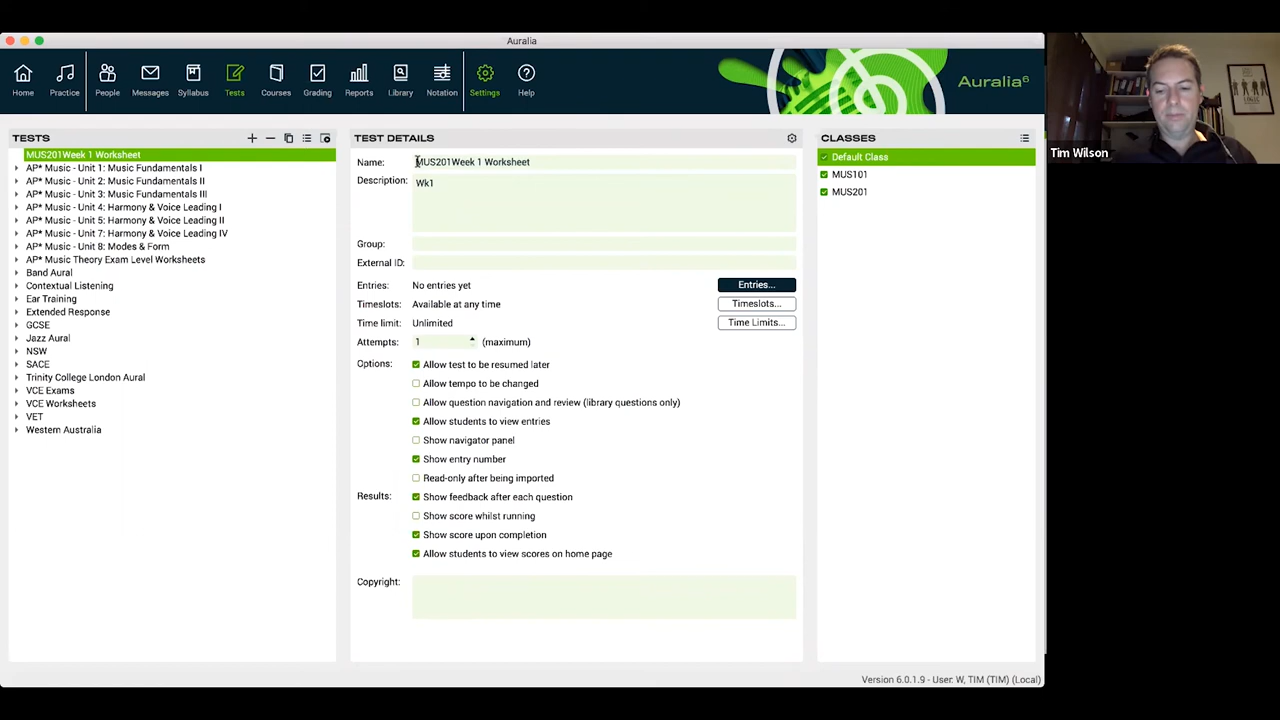 Auralia
Home
Practice
People
Messages
Syllabus
Tests
Courses
Grading
Reports
Library
Notation
Settings
Help
Auralia6
TESTS
MUS201Week 1 Worksheet
AP* Music - Unit 1: Music Fundamentals I
AP* Music - Unit 2: Music Fundamentals II
AP* Music - Unit 3: Music Fundamentals III
AP* Music - Unit 4: Harmony & Voice Leading I
AP* Music - Unit 5: Harmony & Voice Leading II
AP* Music - Unit 7: Harmony & Voice Leading IV
AP* Music - Unit 8: Modes & Form
AP* Music Theory Exam Level Worksheets
Band Aural
Contextual Listening
Ear Training
Extended Response
GCSE
Jazz Aural
NSW
SACE
Trinity College London Aural
VCE Exams
VCE Worksheets
VET
Western Australia
TEST DETAILS
Name: MUS201Week 1 Worksheet
Description: Wk1
Group:
External ID:
Entries: No entries yet Entries...
Timeslots: Available at any time Timeslots...
Time limit: Unlimited Time Limits...
Attempts: 1 (maximum)
Options: Allow test to be resumed later
Allow tempo to be changed
Allow question navigation and review (library questions only)
Allow students to view entries
Show navigator panel
Show entry number
Read-only after being imported
Results: Show feedback after each question
Show score whilst running
Show score upon completion
Allow students to view scores on home page
Copyright:
CLASSES
Default Class
MUS101
MUS201
Version 6.0.1.9 - User: W, TIM (TIM) (Local)
Tim Wilson
LOGIC